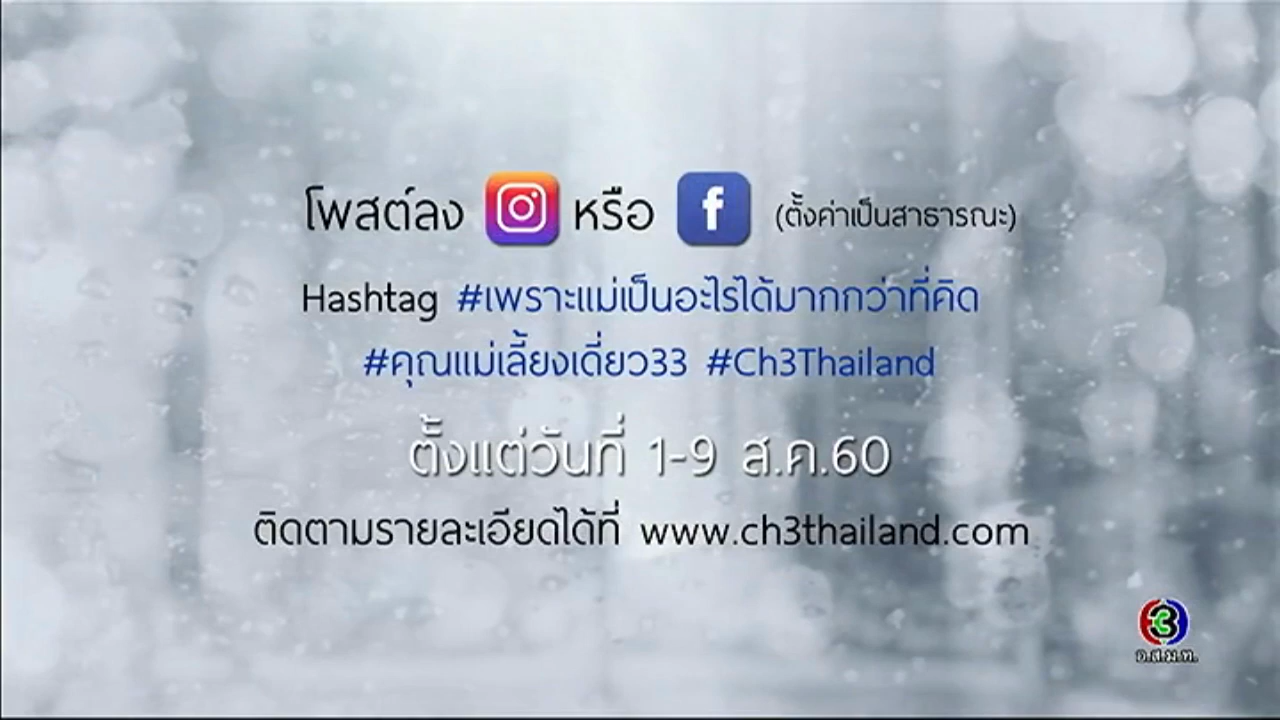 โพสต์ลง หรือ f (ตั้งค่าเป็นสาธารณะ)
Hashtag #เพราะแม่เป็นอะไรได้มากกว่าที่คิด
#คุณแม่เลี้ยงเดี่ยว33 #Ch3Thailand
ตั้งแต่วันที่ 1-9 ส.ค.60
ติดตามรายละเอียดได้ที่ www.ch3thailand.com
3
อ.ส.ม.ท.